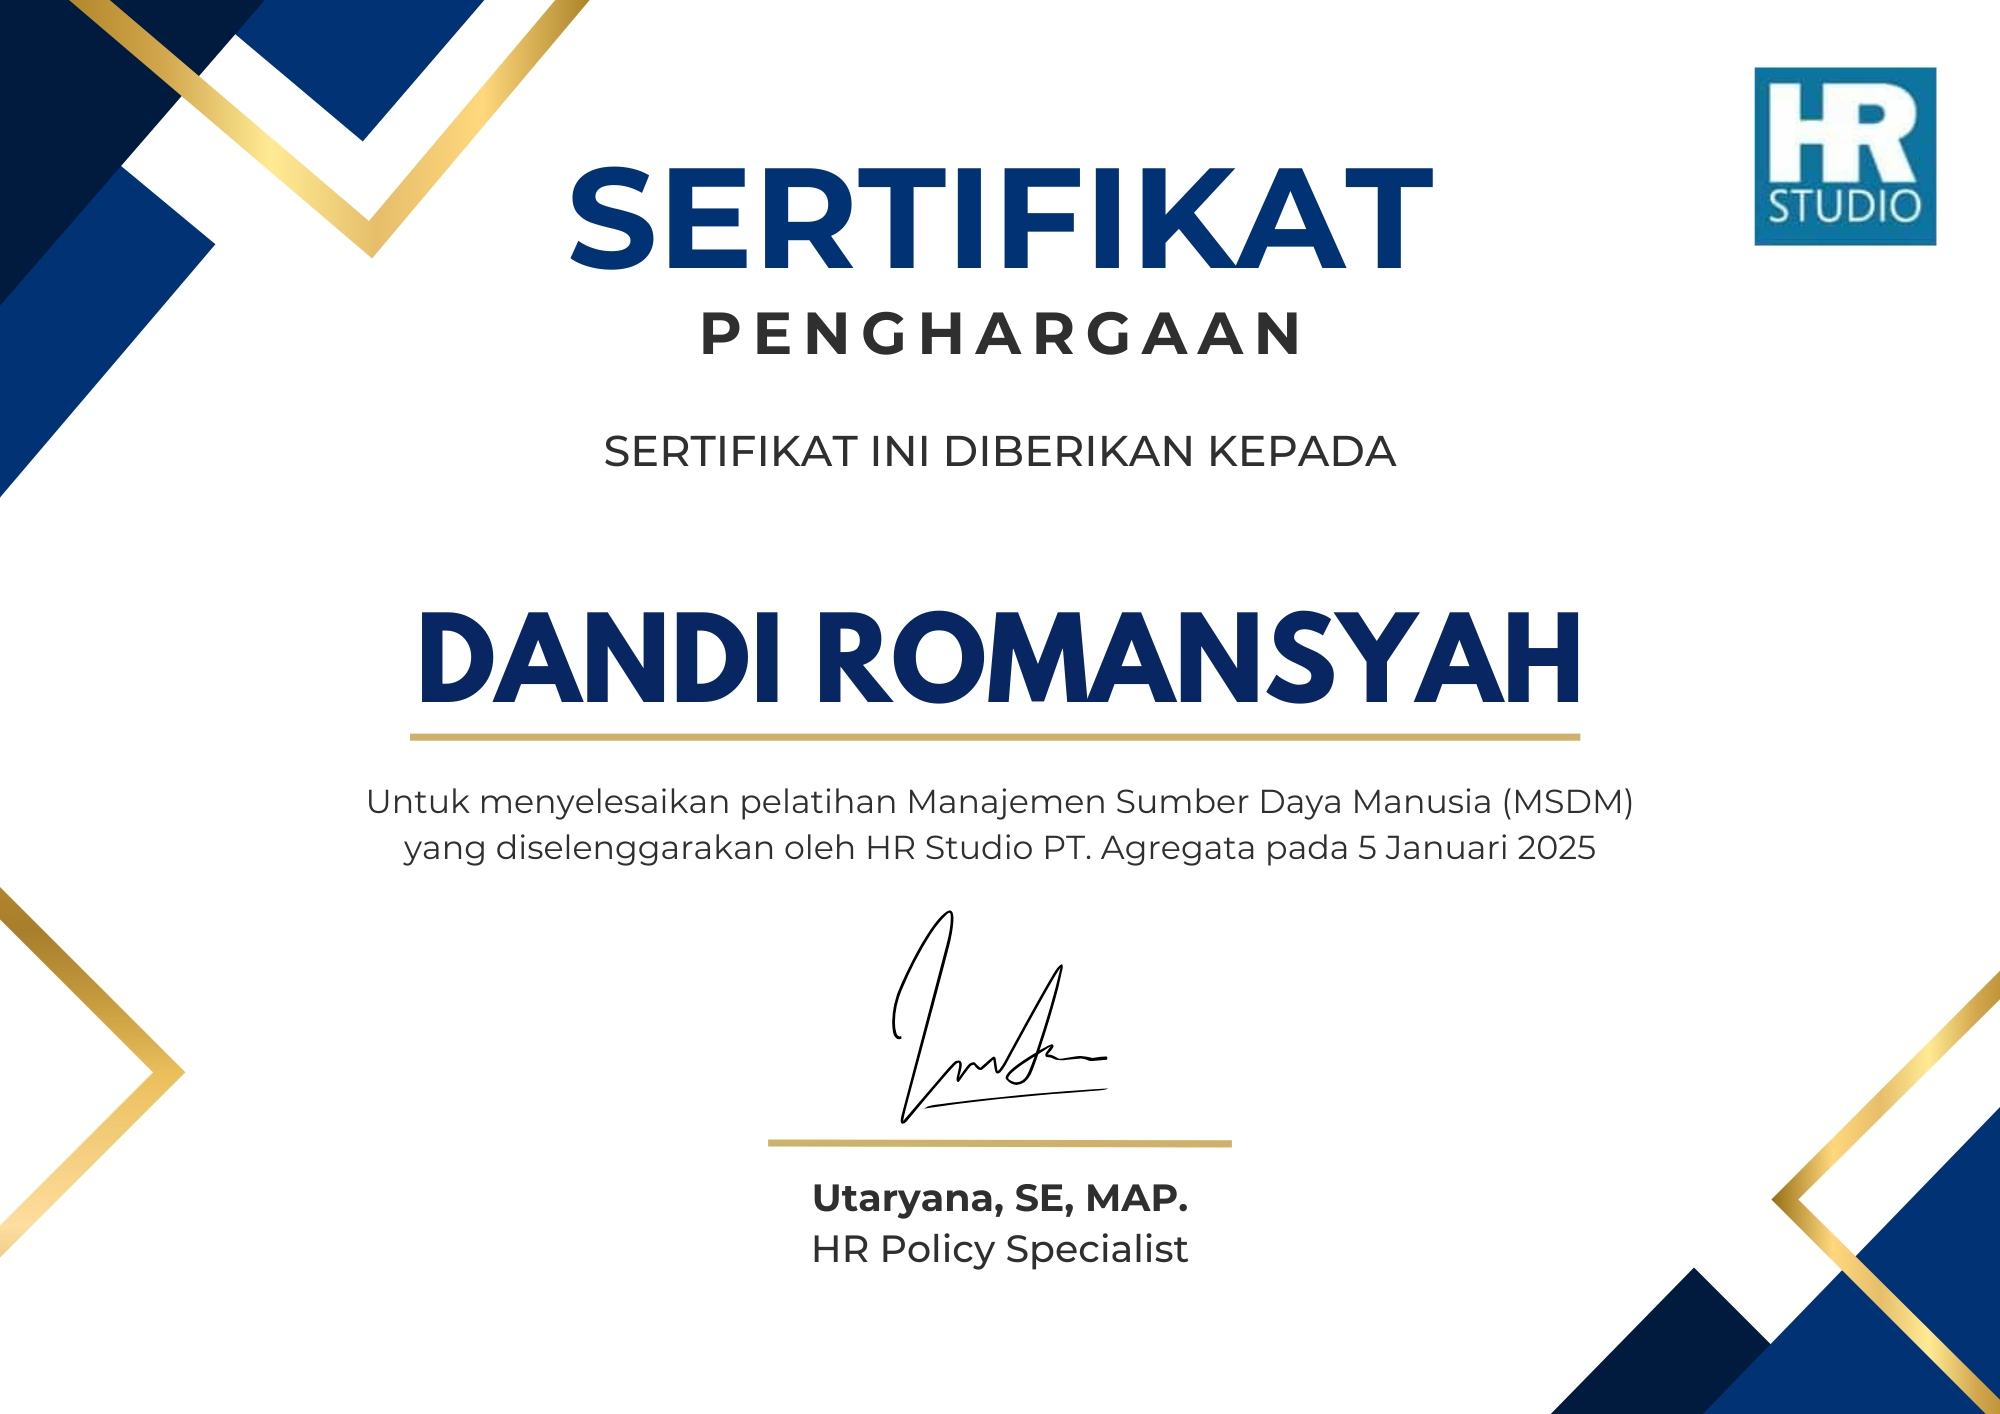 HR
STUDIO
SERTIFIKAT
PENGHARGAAN
SERTIFIKAT INI DIBERIKAN KEPADA
DANDI ROMANSYAH
Untuk menyelesaikan pelatihan Manajemen Sumber Daya Manusia (MSDM)
yang diselenggarakan oleh HR Studio PT. Agregata pada 5 Januari 2025
Utaryana, SE, MAP.
HR Policy Specialist